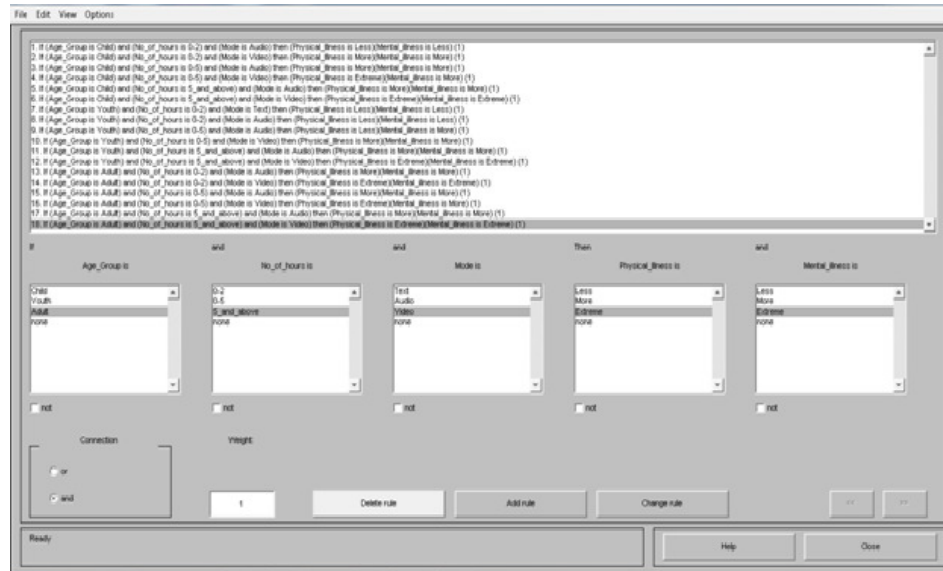 File Edit View Options
1. If (Age_Group is Child) and (No_of_hours is 0-2) and (Mode is Audio) then (Physical_illness is Less)(Mental_illness is Less) (1)
2. If (Age_Group is Child) and (No_of_hours is 0-2) and (Mode is Video) then (Physical_illness is More)(Mental_illness is More) (1)
3. If (Age_Group is Child) and (No_of_hours is 0-5) and (Mode is Audio) then (Physical_illness is More)(Mental_illness is More) (1)
4. If (Age_Group is Child) and (No_of_hours is 0-5) and (Mode is Video) then (Physical_illness is Extreme)(Mental_illness is More) (1)
5. If (Age_Group is Child) and (No_of_hours is 5_and_above) and (Mode is Audio) then (Physical_illness is More)(Mental_illness is More) (1)
6. If (Age_Group is Child) and (No_of_hours is 5_and_above) and (Mode is Video) then (Physical_illness is Extreme)(Mental_illness is Extreme) (1)
7. If (Age_Group is Youth) and (No_of_hours is 0-2) and (Mode is Text) then (Physical_illness is Less)(Mental_illness is Less) (1)
8. If (Age_Group is Youth) and (No_of_hours is 0-2) and (Mode is Audio) then (Physical_illness is Less)(Mental_illness is Less) (1)
9. If (Age_Group is Youth) and (No_of_hours is 0-5) and (Mode is Audio) then (Physical_illness is Less)(Mental_illness is More) (1)
10. If (Age_Group is Youth) and (No_of_hours is 0-5) and (Mode is Video) then (Physical_illness is More)(Mental_illness is More) (1)
11. If (Age_Group is Youth) and (No_of_hours is 5_and_above) and (Mode is Audio) then (Physical_illness is More)(Mental_illness is More) (1)
12. If (Age_Group is Youth) and (No_of_hours is 5_and_above) and (Mode is Video) then (Physical_illness is Extreme)(Mental_illness is Extreme) (1)
13. If (Age_Group is Adult) and (No_of_hours is 0-2) and (Mode is Audio) then (Physical_illness is More)(Mental_illness is More) (1)
14. If (Age_Group is Adult) and (No_of_hours is 0-2) and (Mode is Video) then (Physical_illness is Extreme)(Mental_illness is Extreme) (1)
15. If (Age_Group is Adult) and (No_of_hours is 0-5) and (Mode is Audio) then (Physical_illness is More)(Mental_illness is More) (1)
16. If (Age_Group is Adult) and (No_of_hours is 0-5) and (Mode is Video) then (Physical_illness is Extreme)(Mental_illness is More) (1)
17. If (Age_Group is Adult) and (No_of_hours is 5_and_above) and (Mode is Audio) then (Physical_illness is More)(Mental_illness is More) (1)
18. If (Age_Group is Adult) and (No_of_hours is 5_and_above) and (Mode is Video) then (Physical_illness is Extreme)(Mental_illness is Extreme) (1)
If and and Then and
Age_Group is No_of_hours is Mode is Physical_illness is Mental_illness is
Child 0-2 Text Less Less
Youth 0-5 Audio More More
Adult 5_and_above Video Extreme Extreme
none none none none none
not not not not not
Connection Weight:
or
and 1 Delete rule Add rule Change rule << >>
Ready Help Close